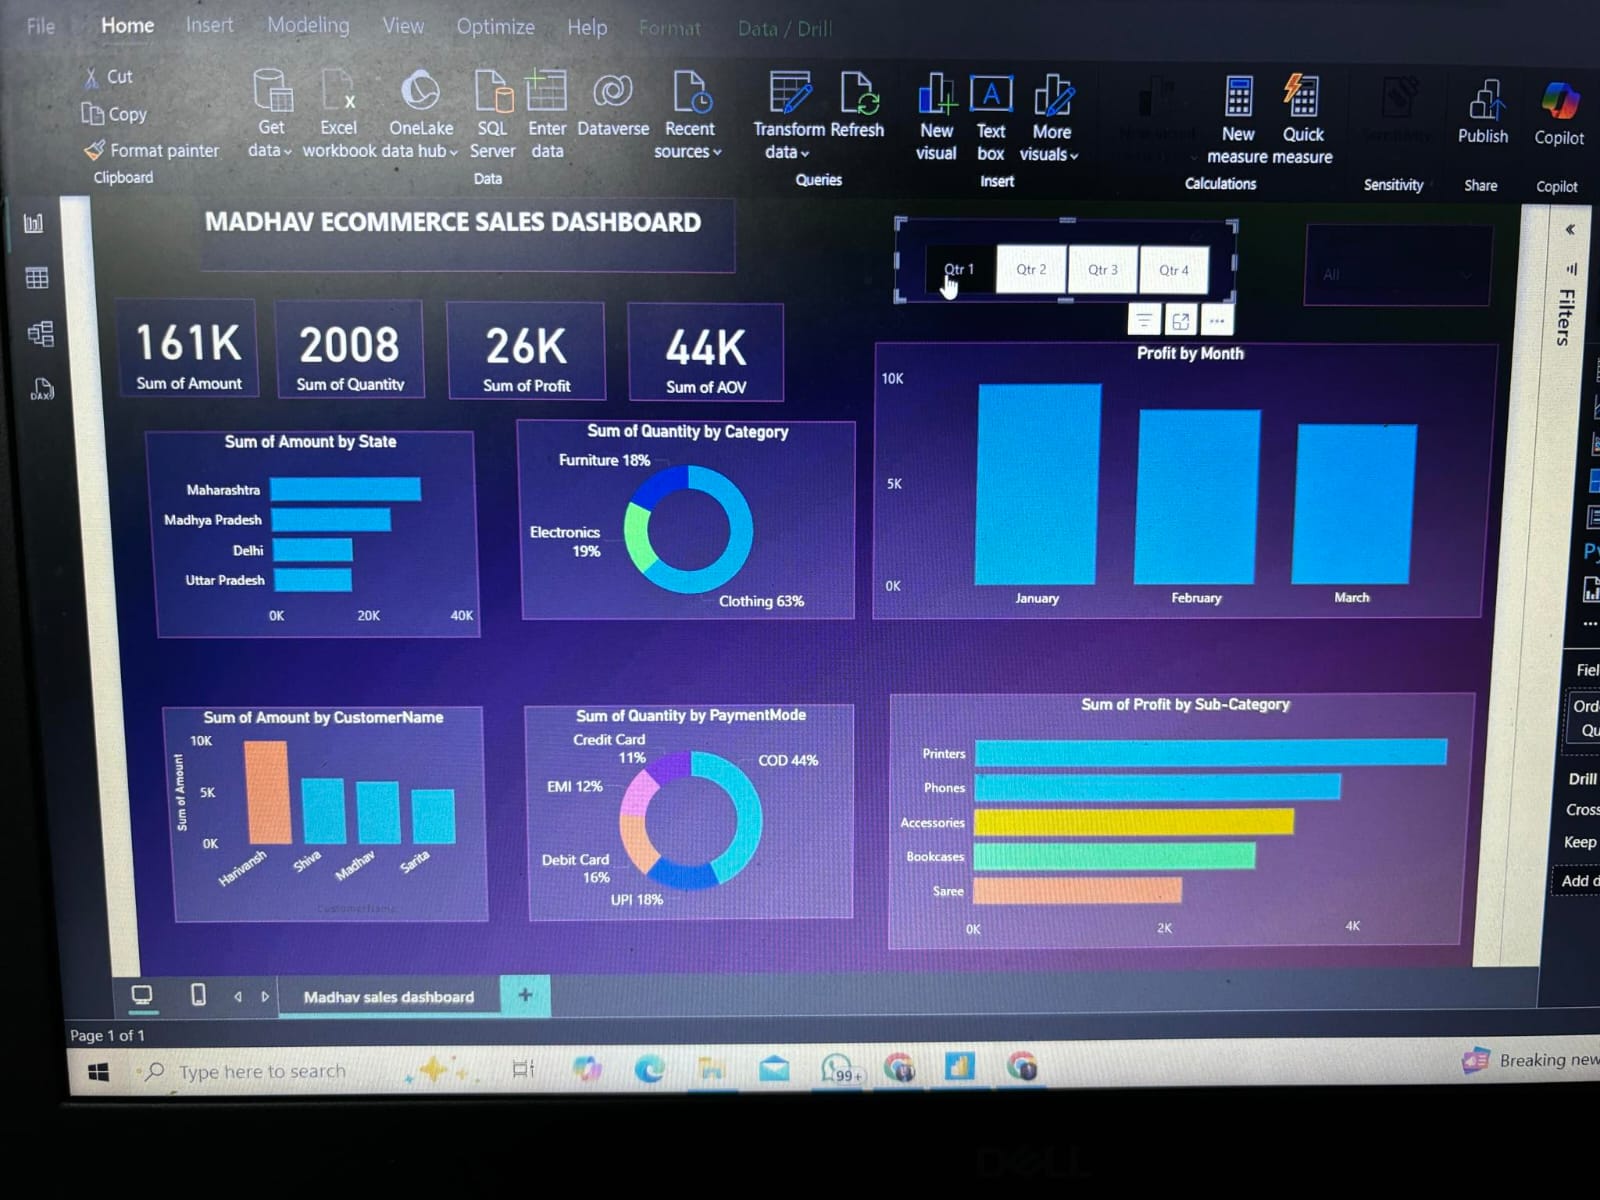 File Home Insert Modeling View Optimize Help Format Data / Drill
Cut
Copy
Format painter
Clipboard
Get data
Excel workbook
OneLake data hub
SQL Server
Enter data
Dataverse
Recent sources
Data
Transform data
Refresh
Queries
New visual
Text box
More visuals
Insert
New measure
Quick measure
Calculations
Sensitivity
Sensitivity
Publish
Share
Copilot
Copilot
MADHAV ECOMMERCE SALES DASHBOARD
Qtr 1 Qtr 2 Qtr 3 Qtr 4
All
Filters
161K
Sum of Amount
2008
Sum of Quantity
26K
Sum of Profit
44K
Sum of AOV
Sum of Amount by State
Maharashtra
Madhya Pradesh
Delhi
Uttar Pradesh
0K 20K 40K
Sum of Quantity by Category
Furniture 18%
Electronics
19%
Clothing 63%
Profit by Month
10K
5K
0K
January February March
Sum of Amount by CustomerName
Sum of Amount
10K
5K
0K
Harivansh Shiva Madhav Sarita
CustomerName
Sum of Quantity by PaymentMode
Credit Card
11%
COD 44%
EMI 12%
Debit Card
16%
UPI 18%
Sum of Profit by Sub-Category
Printers
Phones
Accessories
Bookcases
Saree
0K 2K 4K
Py
Fiel
Orde
Qu
Drill
Cross
Keep
Add d
DAX
Madhav sales dashboard
Page 1 of 1
Type here to search
99+
Breaking new
DELL